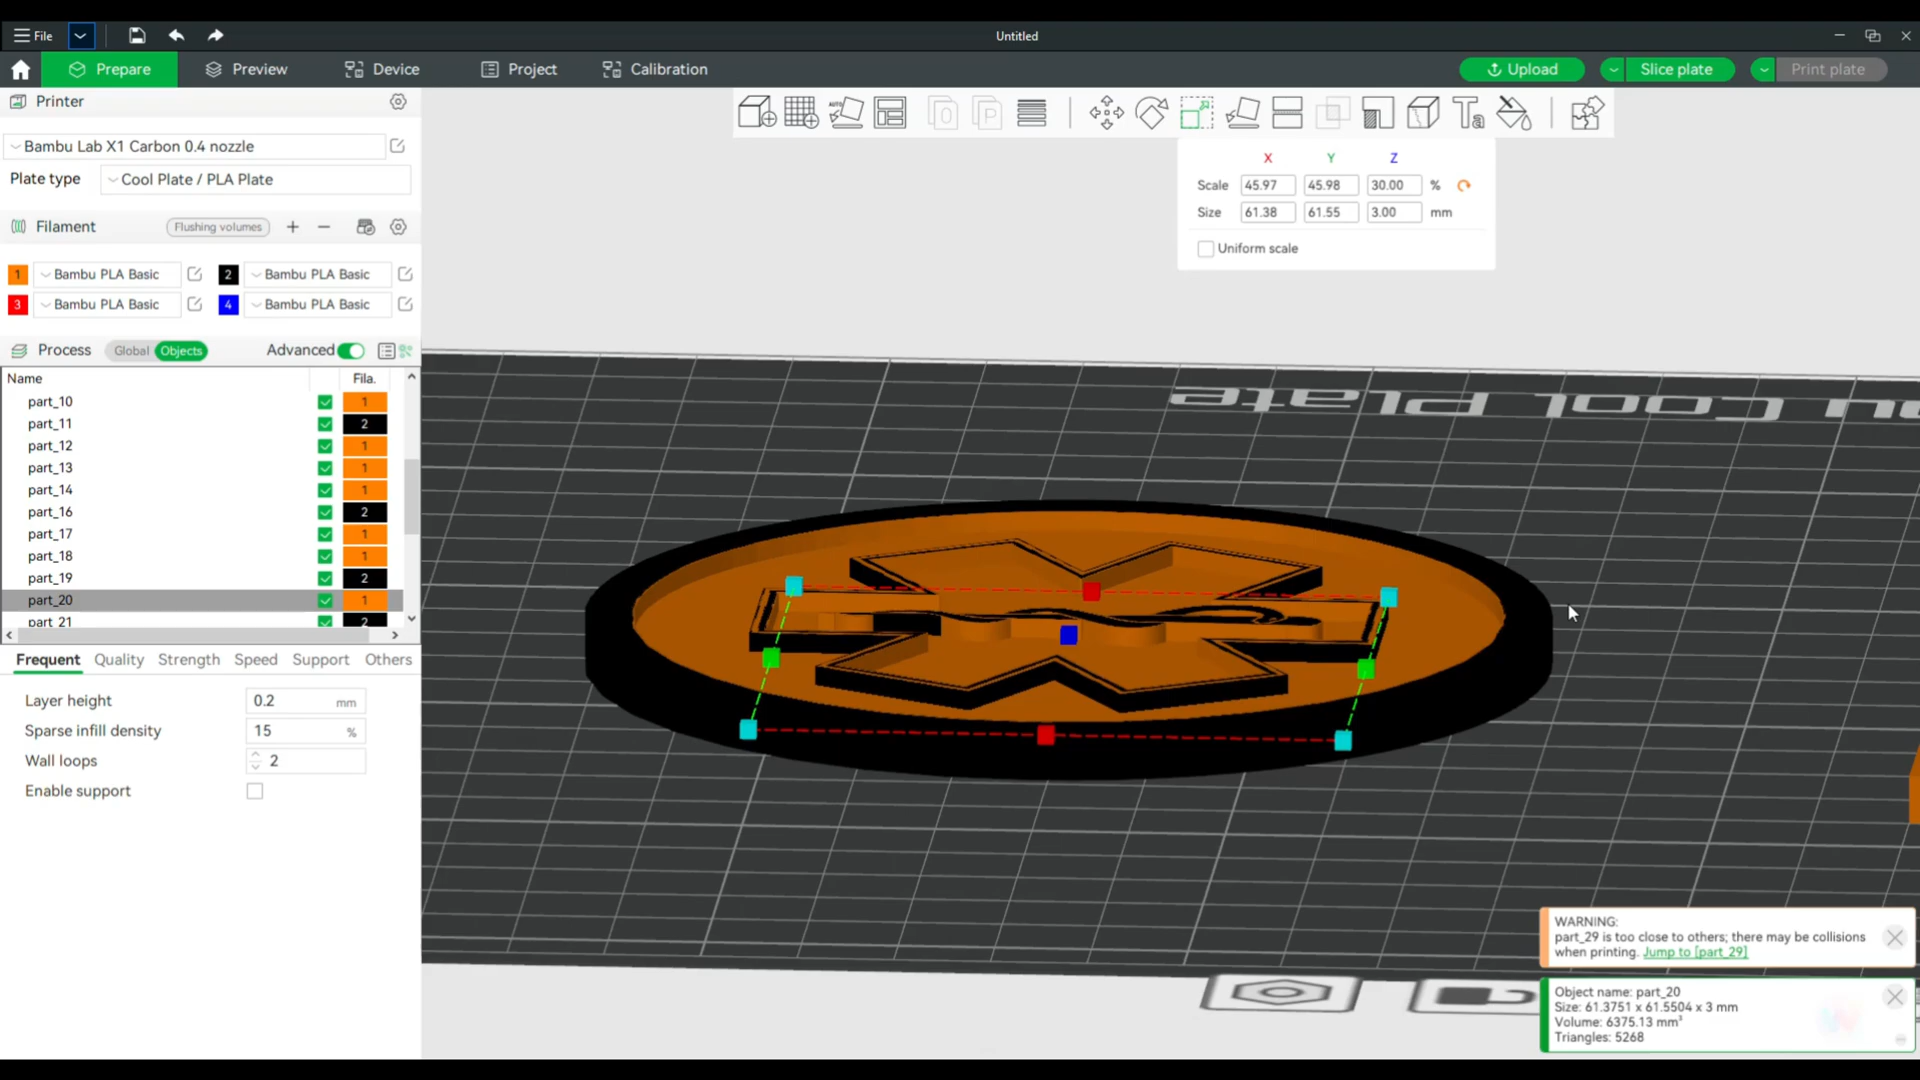 File
Untitled
Prepare
Preview
Device
Project
Calibration
Upload
Slice plate
Print plate
Printer
Bambu Lab X1 Carbon 0.4 nozzle
Plate type
Cool Plate / PLA Plate
Filament
Flushing volumes
1 Bambu PLA Basic
2 Bambu PLA Basic
3 Bambu PLA Basic
4 Bambu PLA Basic
Process
Global Objects
Advanced
Name Fila.
part_10 1
part_11 2
part_12 1
part_13 1
part_14 1
part_16 2
part_17 1
part_18 1
part_19 2
part_20 1
part_21 2
Frequent Quality Strength Speed Support Others
Layer height 0.2 mm
Sparse infill density 15 %
Wall loops 2
Enable support
AUTO
X Y Z
Scale 45.97 45.98 30.00 %
Size 61.38 61.55 3.00 mm
Uniform scale
u Cool Plate
WARNING:
part_29 is too close to others; there may be collisions
when printing. Jump to [part_29]
Object name: part_20
Size: 61.3751 x 61.5504 x 3 mm
Volume: 6375.13 mm³
Triangles: 5268